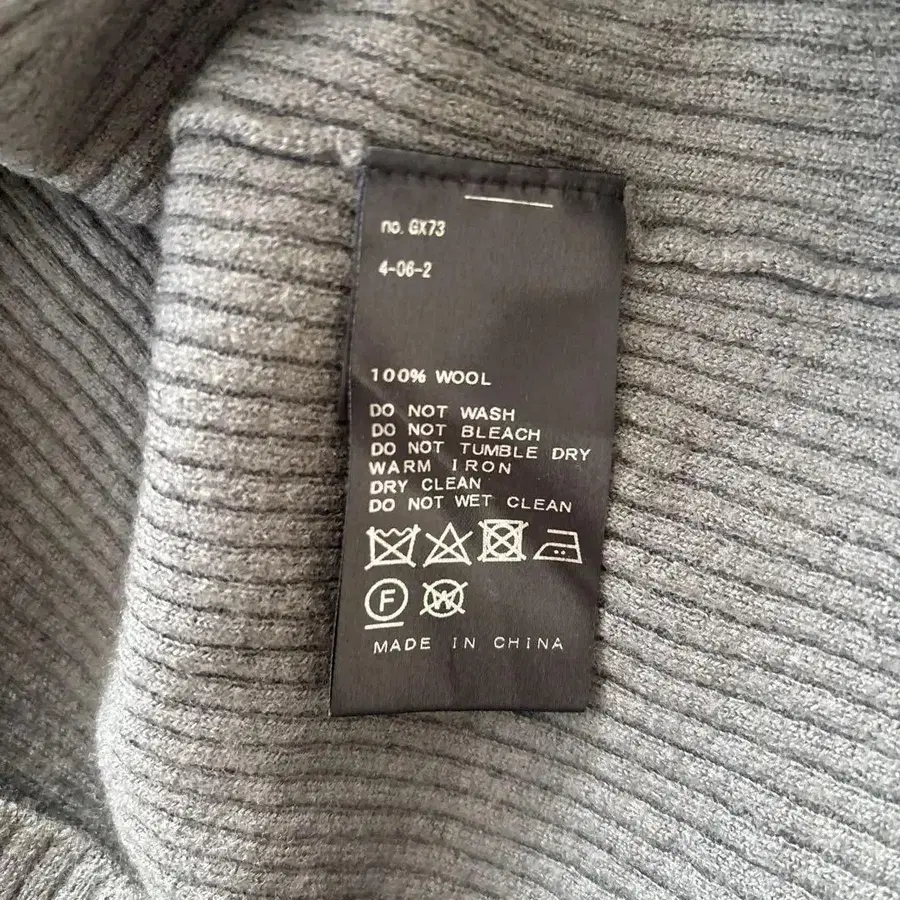 no. GX73
4-06-2
100% WOOL
DO NOT WASH
DO NOT BLEACH
DO NOT TUMBLE DRY
WARM IRON
DRY CLEAN
DO NOT WET CLEAN
F W
MADE IN CHINA